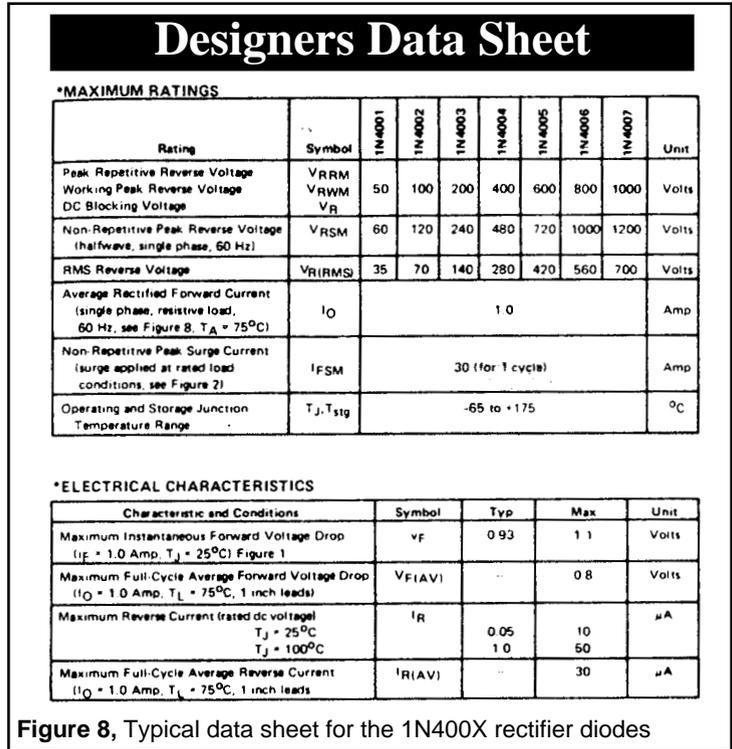 Designers Data Sheet
*MAXIMUM RATINGS
Rating Symbol 1N4001 1N4002 1N4003 1N4004 1N4005 1N4006 1N4007 Unit
Peak Repetitive Reverse Voltage VRRM
Working Peak Reverse Voltage VRWM 50 100 200 400 600 800 1000 Volts
DC Blocking Voltage VR
Non-Repetitive Peak Reverse Voltage VRSM 60 120 240 480 720 1000 1200 Volts
(halfwave, single phase, 60 Hz)
RMS Reverse Voltage VR(RMS) 35 70 140 280 420 560 700 Volts
Average Rectified Forward Current IO 1.0 Amp
(single phase, resistive load,
60 Hz, see Figure 8, TA = 75°C)
Non-Repetitive Peak Surge Current IFSM 30 (for 1 cycle) Amp
(surge applied at rated load
conditions, see Figure 2)
Operating and Storage Junction TJ,Tstg -65 to +175 °C
Temperature Range
*ELECTRICAL CHARACTERISTICS
Characteristic and Conditions Symbol Typ Max Unit
Maximum Instantaneous Forward Voltage Drop vF 0.93 1.1 Volts
(iF = 1.0 Amp, TJ = 25°C) Figure 1
Maximum Full-Cycle Average Forward Voltage Drop VF(AV) -- 0.8 Volts
(IO = 1.0 Amp, TL = 75°C, 1 inch leads)
Maximum Reverse Current (rated dc voltage) IR µA
TJ = 25°C 0.05 10
TJ = 100°C 1.0 50
Maximum Full-Cycle Average Reverse Current IR(AV) -- 30 µA
(IO = 1.0 Amp, TL = 75°C, 1 inch leads
Figure 8, Typical data sheet for the 1N400X rectifier diodes